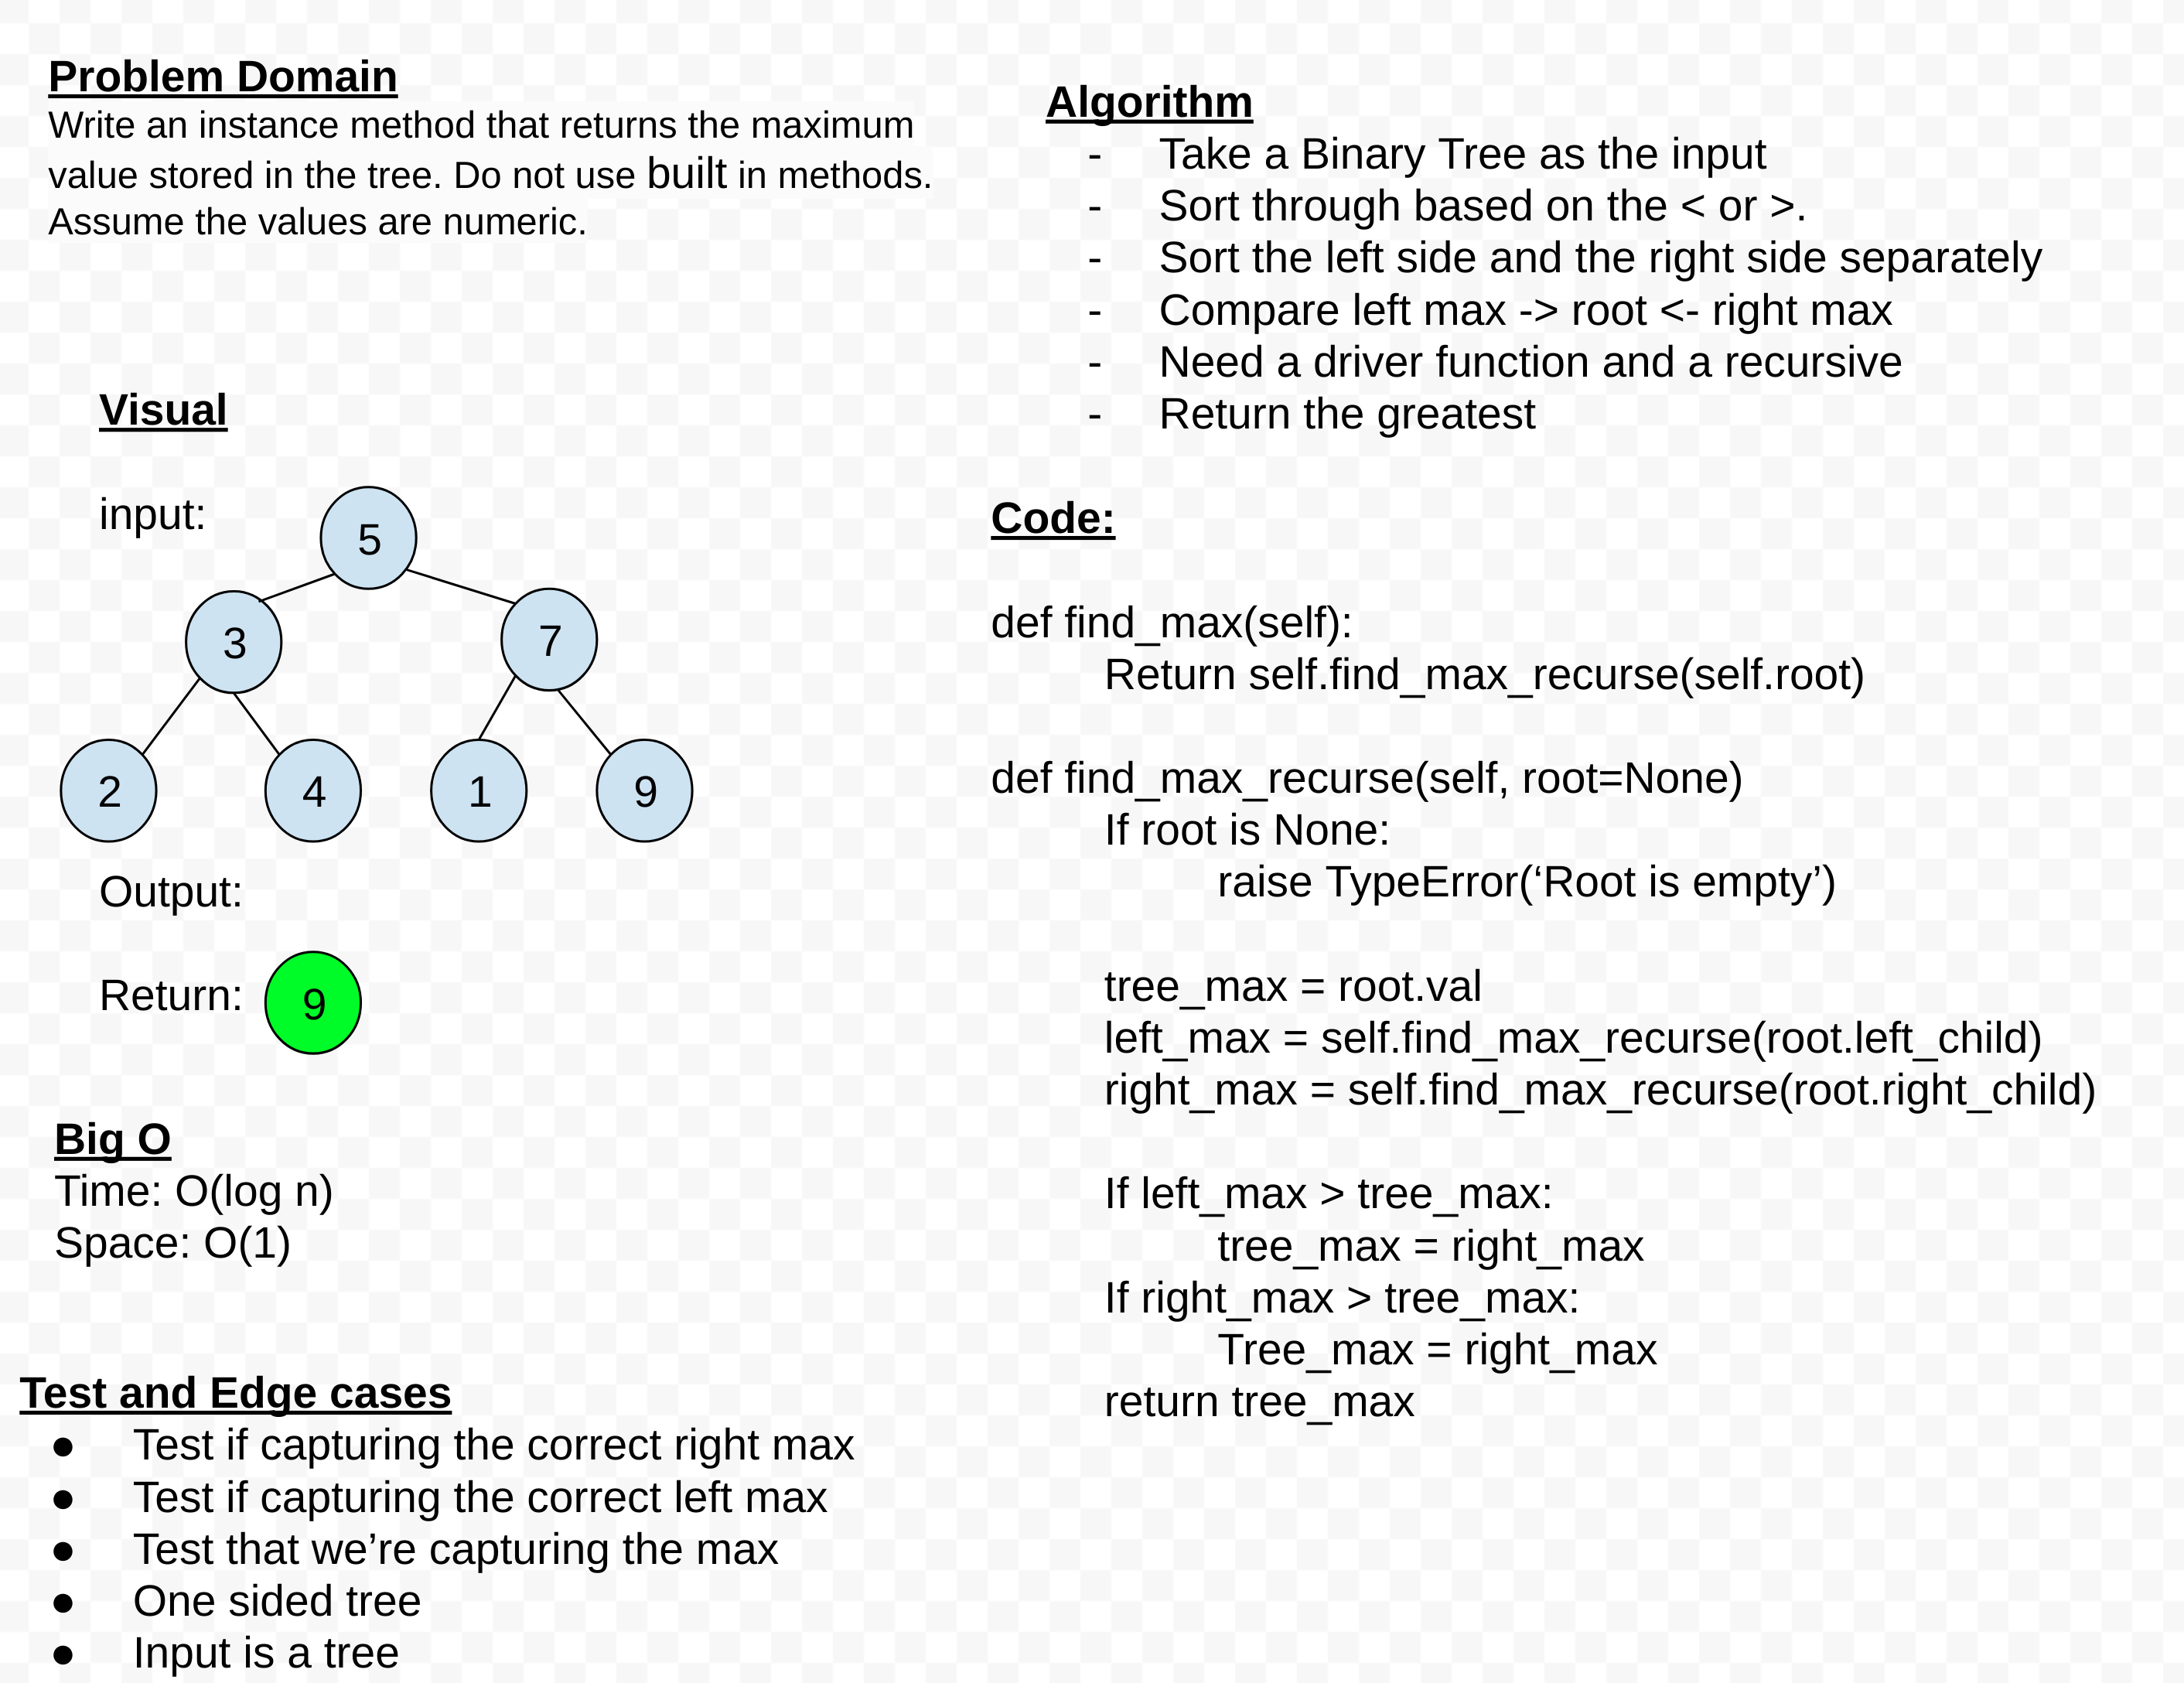 Problem Domain
Write an instance method that returns the maximum
value stored in the tree. Do not use built in methods.
Assume the values are numeric.
Visual
input:
5
3
7
2
4
1
9
Output:
Return:
9
Big O
Time: O(log n)
Space: O(1)
Test and Edge cases
● Test if capturing the correct right max
● Test if capturing the correct left max
● Test that we’re capturing the max
● One sided tree
● Input is a tree
Algorithm
- Take a Binary Tree as the input
- Sort through based on the < or >.
- Sort the left side and the right side separately
- Compare left max -> root <- right max
- Need a driver function and a recursive
- Return the greatest
Code:
def find_max(self):
Return self.find_max_recurse(self.root)
def find_max_recurse(self, root=None)
If root is None:
raise TypeError(‘Root is empty’)
tree_max = root.val
left_max = self.find_max_recurse(root.left_child)
right_max = self.find_max_recurse(root.right_child)
If left_max > tree_max:
tree_max = right_max
If right_max > tree_max:
Tree_max = right_max
return tree_max